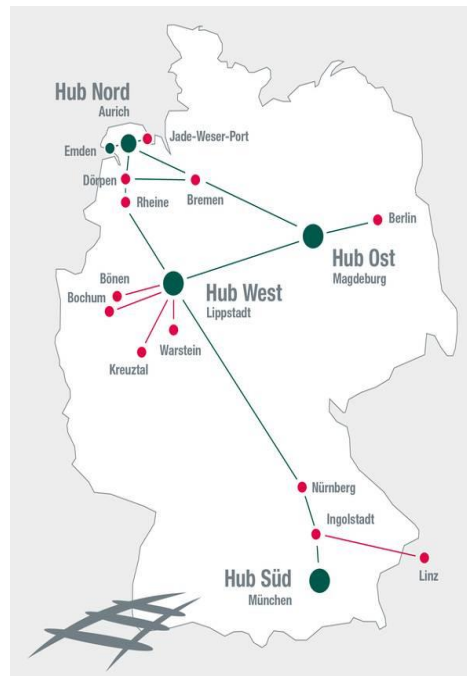 Hub Nord
Aurich
Jade-Weser-Port
Emden
Dörpen
Bremen
Rheine
Berlin
Hub Ost
Magdeburg
Bönen
Bochum
Hub West
Lippstadt
Warstein
Kreuztal
Nürnberg
Ingolstadt
Linz
Hub Süd
München